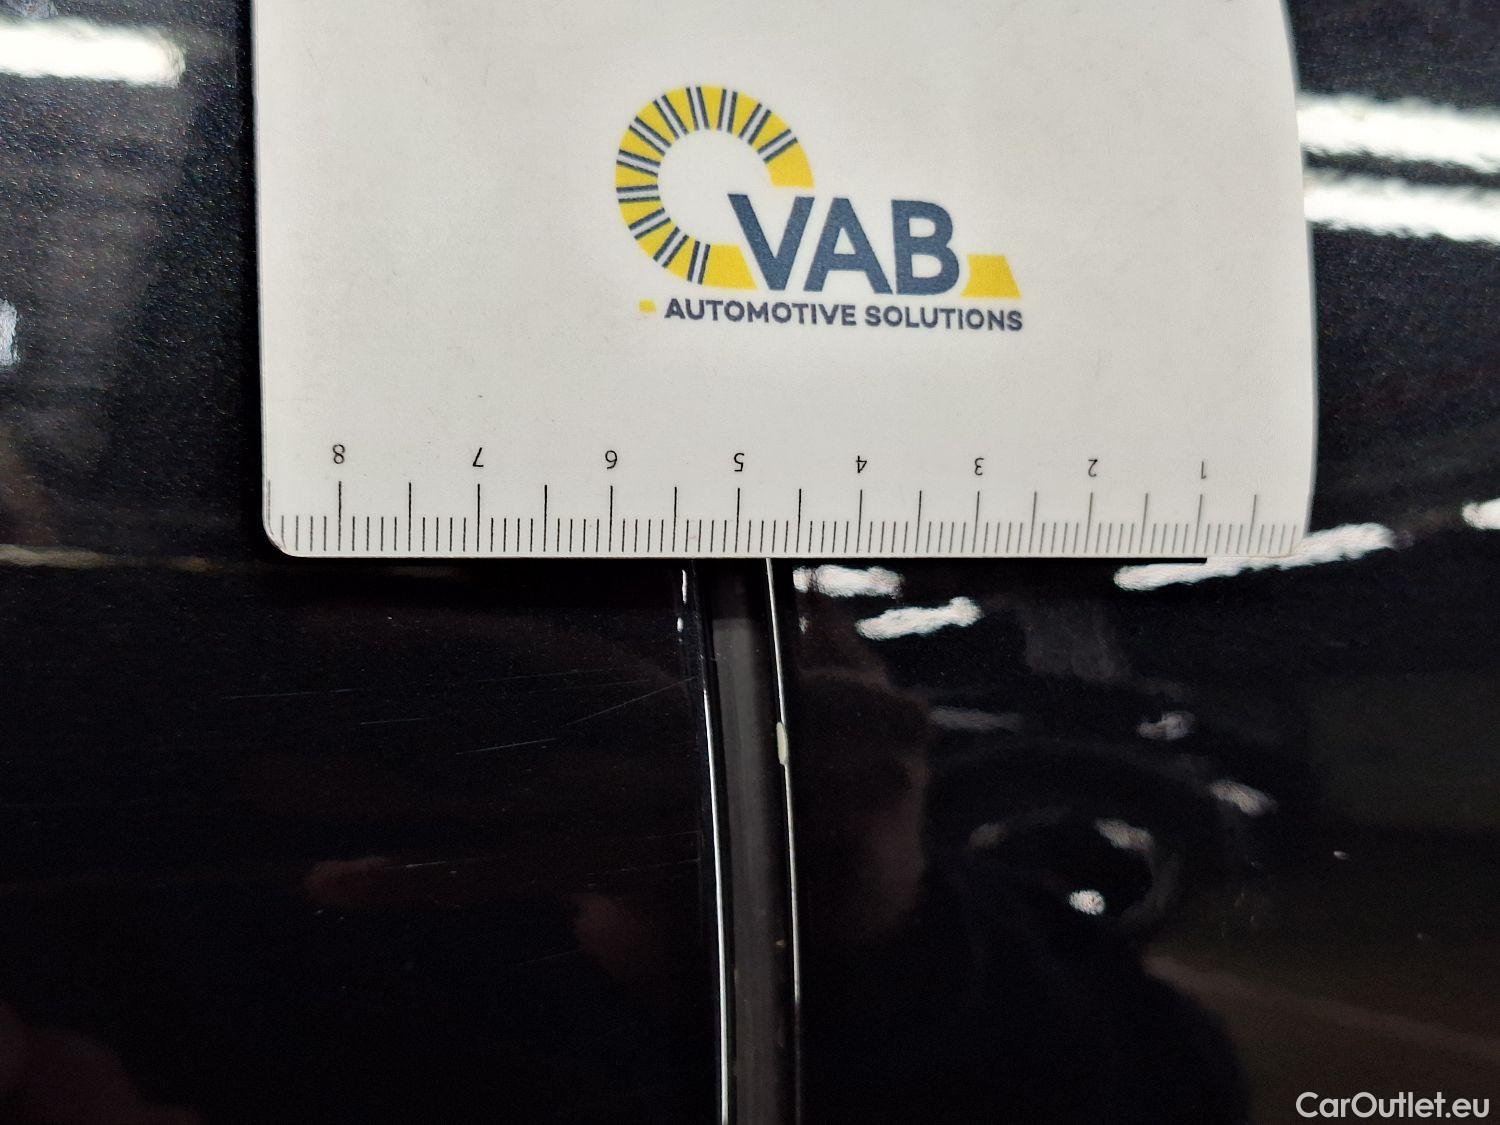 VAB
AUTOMOTIVE SOLUTIONS
8 7 6 5 4 3 2 1
CarOutlet.eu